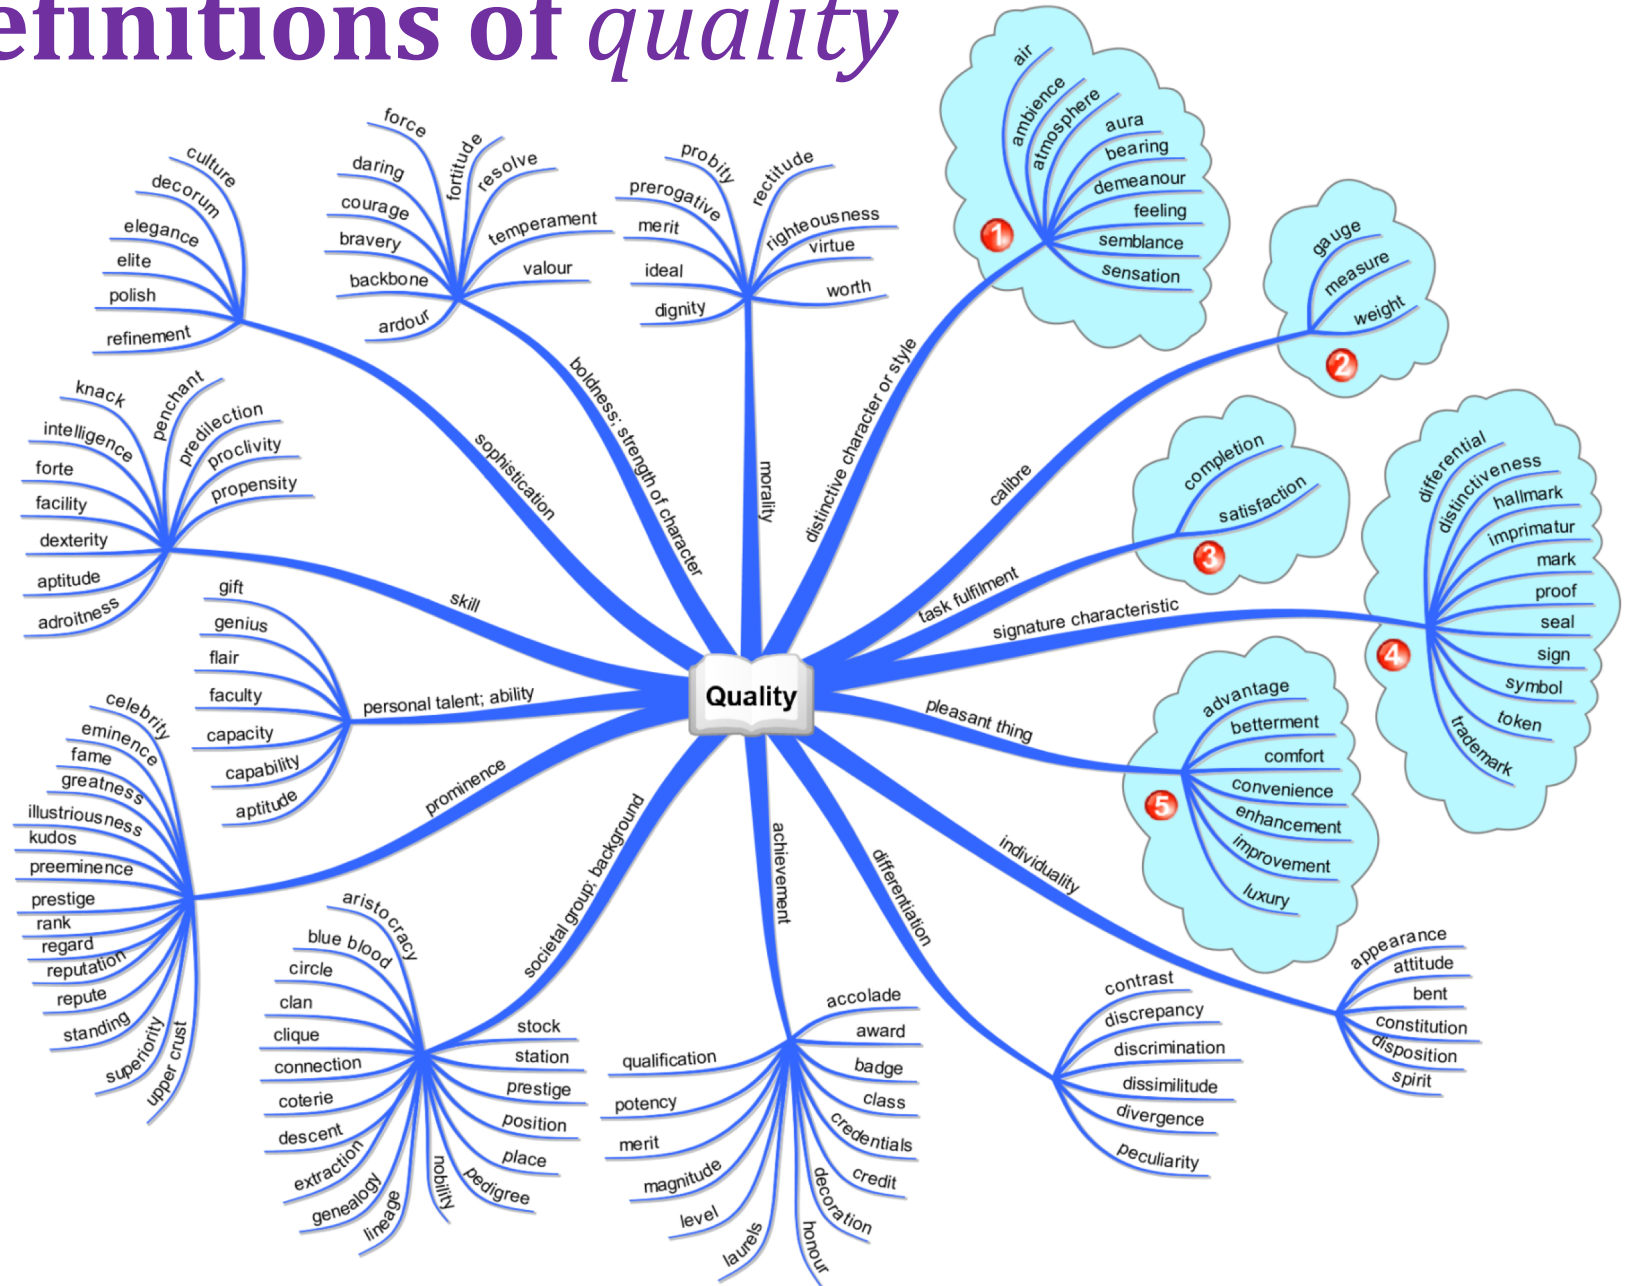 efinitions of quality
Quality
distinctive character or style
1
air
ambience
atmosphere
aura
bearing
demeanour
feeling
semblance
sensation
calibre
2
gauge
measure
weight
task fulfilment
3
completion
satisfaction
signature characteristic
4
differential
distinctiveness
hallmark
imprimatur
mark
proof
seal
sign
symbol
token
trademark
pleasant thing
5
advantage
betterment
comfort
convenience
enhancement
improvement
luxury
individuality
appearance
attitude
bent
constitution
disposition
spirit
differentiation
contrast
discrepancy
discrimination
dissimilitude
divergence
peculiarity
achievement
accolade
award
badge
class
credentials
credit
decoration
honour
laurels
level
magnitude
merit
potency
qualification
societal group; background
aristocracy
blue blood
circle
clan
clique
connection
coterie
descent
extraction
genealogy
lineage
nobility
pedigree
place
position
prestige
station
stock
prominence
celebrity
eminence
fame
greatness
illustriousness
kudos
preeminence
prestige
rank
regard
reputation
repute
standing
superiority
upper crust
personal talent; ability
gift
genius
flair
faculty
capacity
capability
aptitude
skill
knack
intelligence
forte
facility
dexterity
aptitude
adroitness
penchant
predilection
proclivity
propensity
sophistication
culture
decorum
elegance
elite
polish
refinement
boldness; strength of character
force
daring
courage
bravery
backbone
ardour
fortitude
resolve
temperament
valour
morality
probity
prerogative
merit
ideal
dignity
rectitude
righteousness
virtue
worth